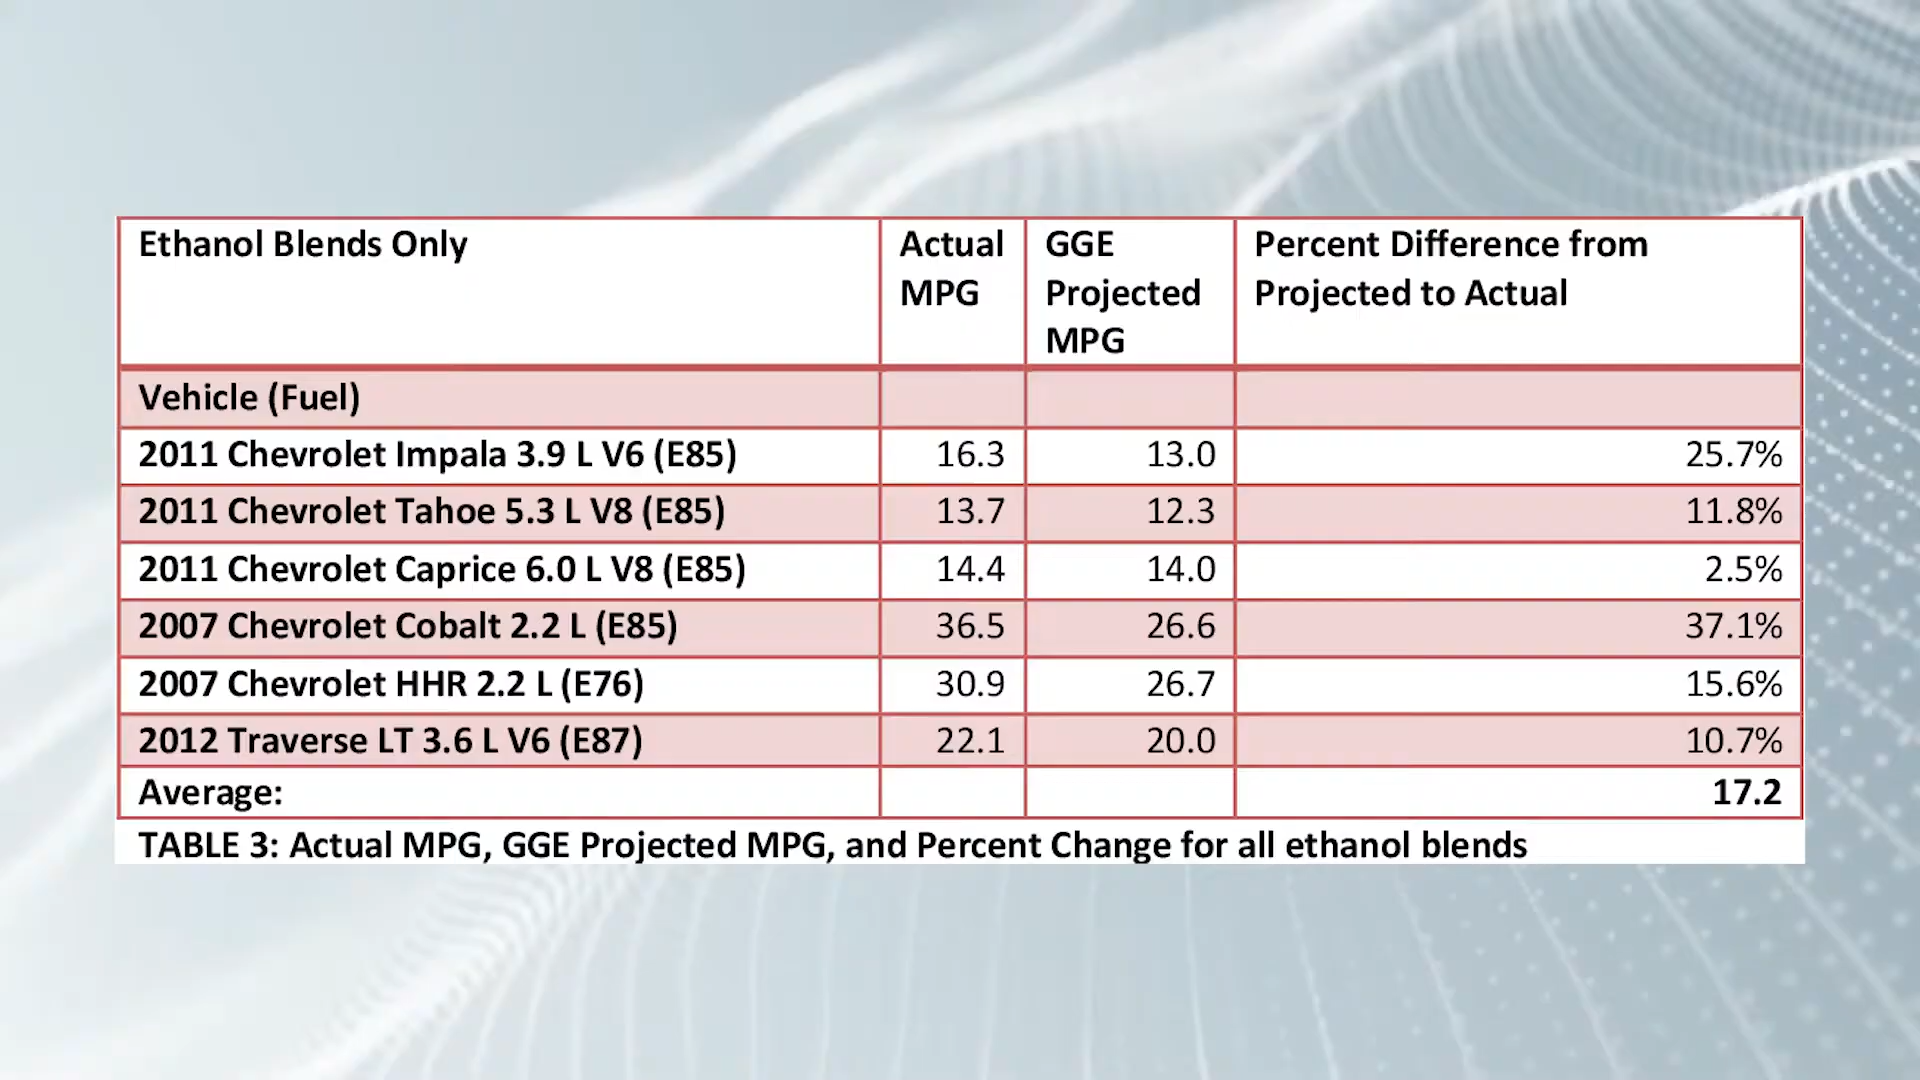 Ethanol Blends Only Actual MPG GGE Projected MPG Percent Difference from Projected to Actual
Vehicle (Fuel)
2011 Chevrolet Impala 3.9 L V6 (E85) 16.3 13.0 25.7%
2011 Chevrolet Tahoe 5.3 L V8 (E85) 13.7 12.3 11.8%
2011 Chevrolet Caprice 6.0 L V8 (E85) 14.4 14.0 2.5%
2007 Chevrolet Cobalt 2.2 L (E85) 36.5 26.6 37.1%
2007 Chevrolet HHR 2.2 L (E76) 30.9 26.7 15.6%
2012 Traverse LT 3.6 L V6 (E87) 22.1 20.0 10.7%
Average: 17.2
TABLE 3: Actual MPG, GGE Projected MPG, and Percent Change for all ethanol blends